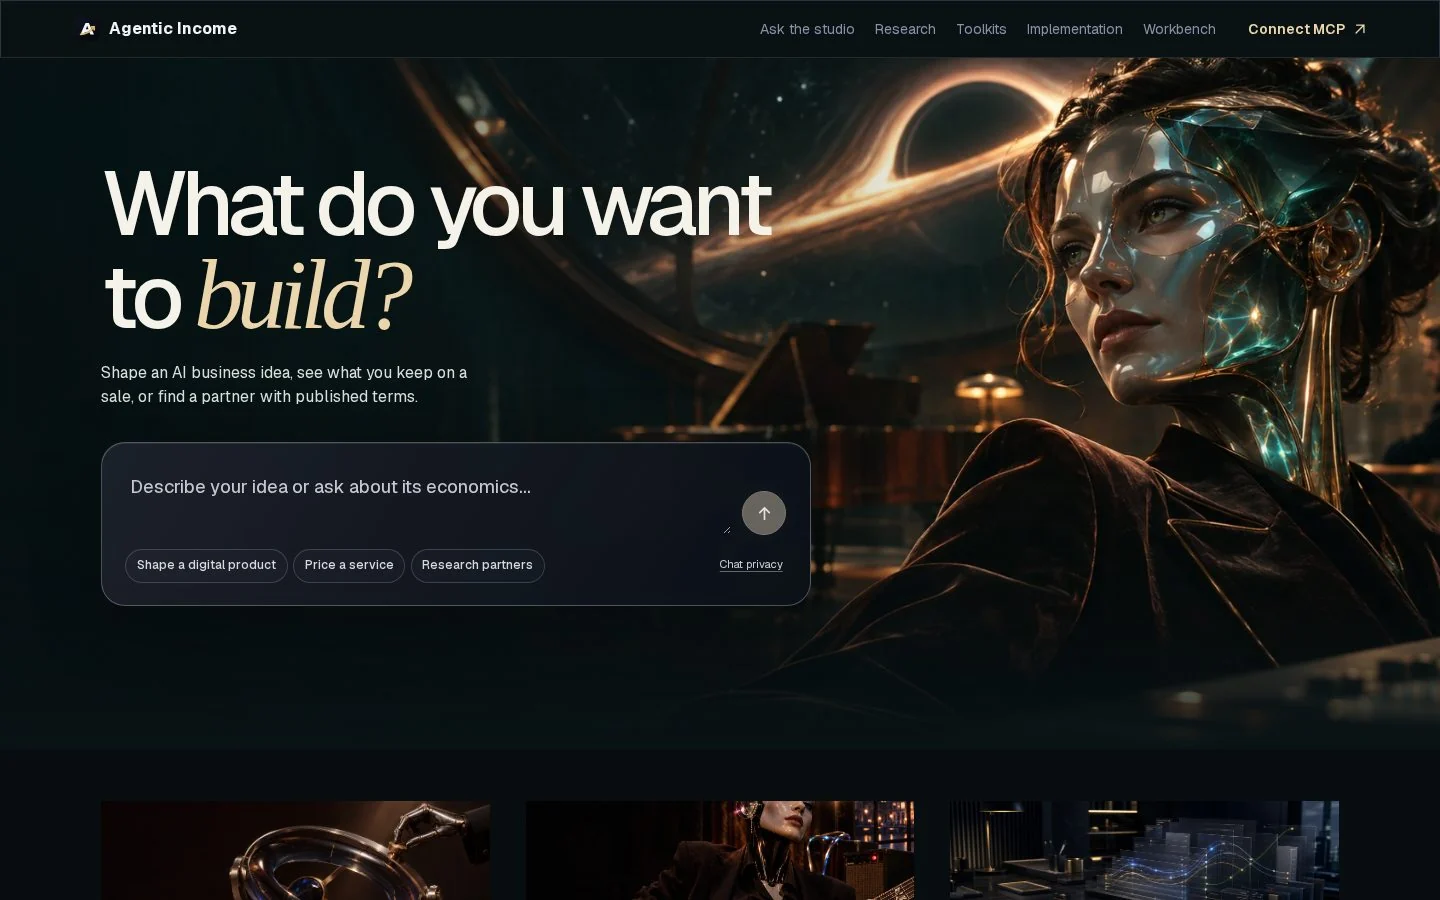 Agentic Income
Ask the studio
Research
Toolkits
Implementation
Workbench
Connect MCP
What do you want
to build?
Shape an AI business idea, see what you keep on a
sale, or find a partner with published terms.
Describe your idea or ask about its economics...
Shape a digital product
Price a service
Research partners
Chat privacy